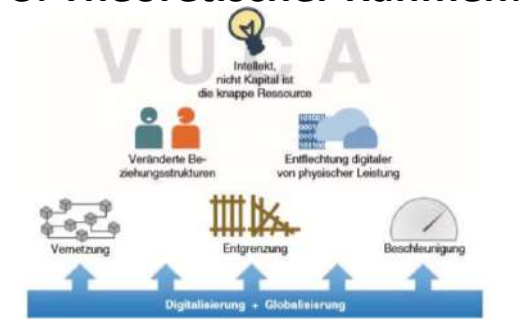 VUCA
Intellekt,
nicht Kapital ist
die knappe Ressource
Veränderte Be-
ziehungsstrukturen
Entflechtung digitaler
von physischer Leistung
Vernetzung
Entgrenzung
Beschleunigung
Digitalisierung + Globalisierung